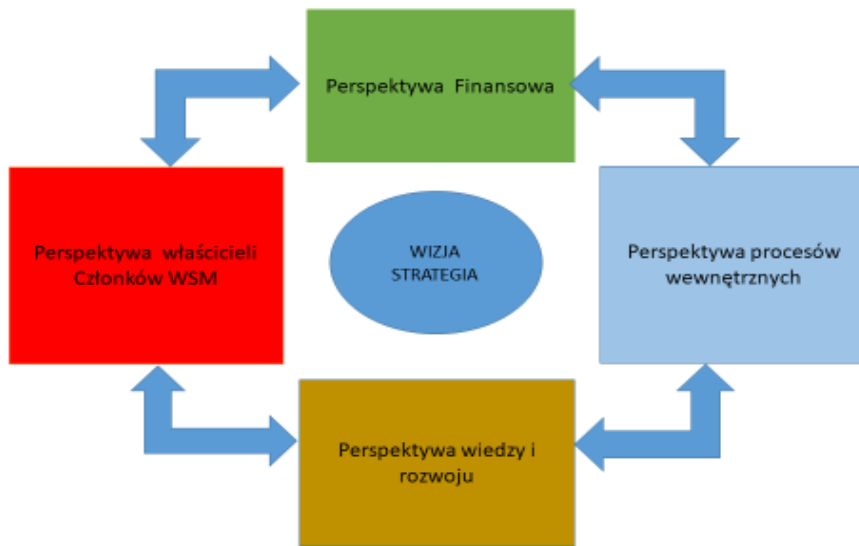 Perspektywa Finansowa
Perspektywa właścicieli
Członków WSM
WIZJA
STRATEGIA
Perspektywa procesów
wewnętrznych
Perspektywa wiedzy i
rozwoju